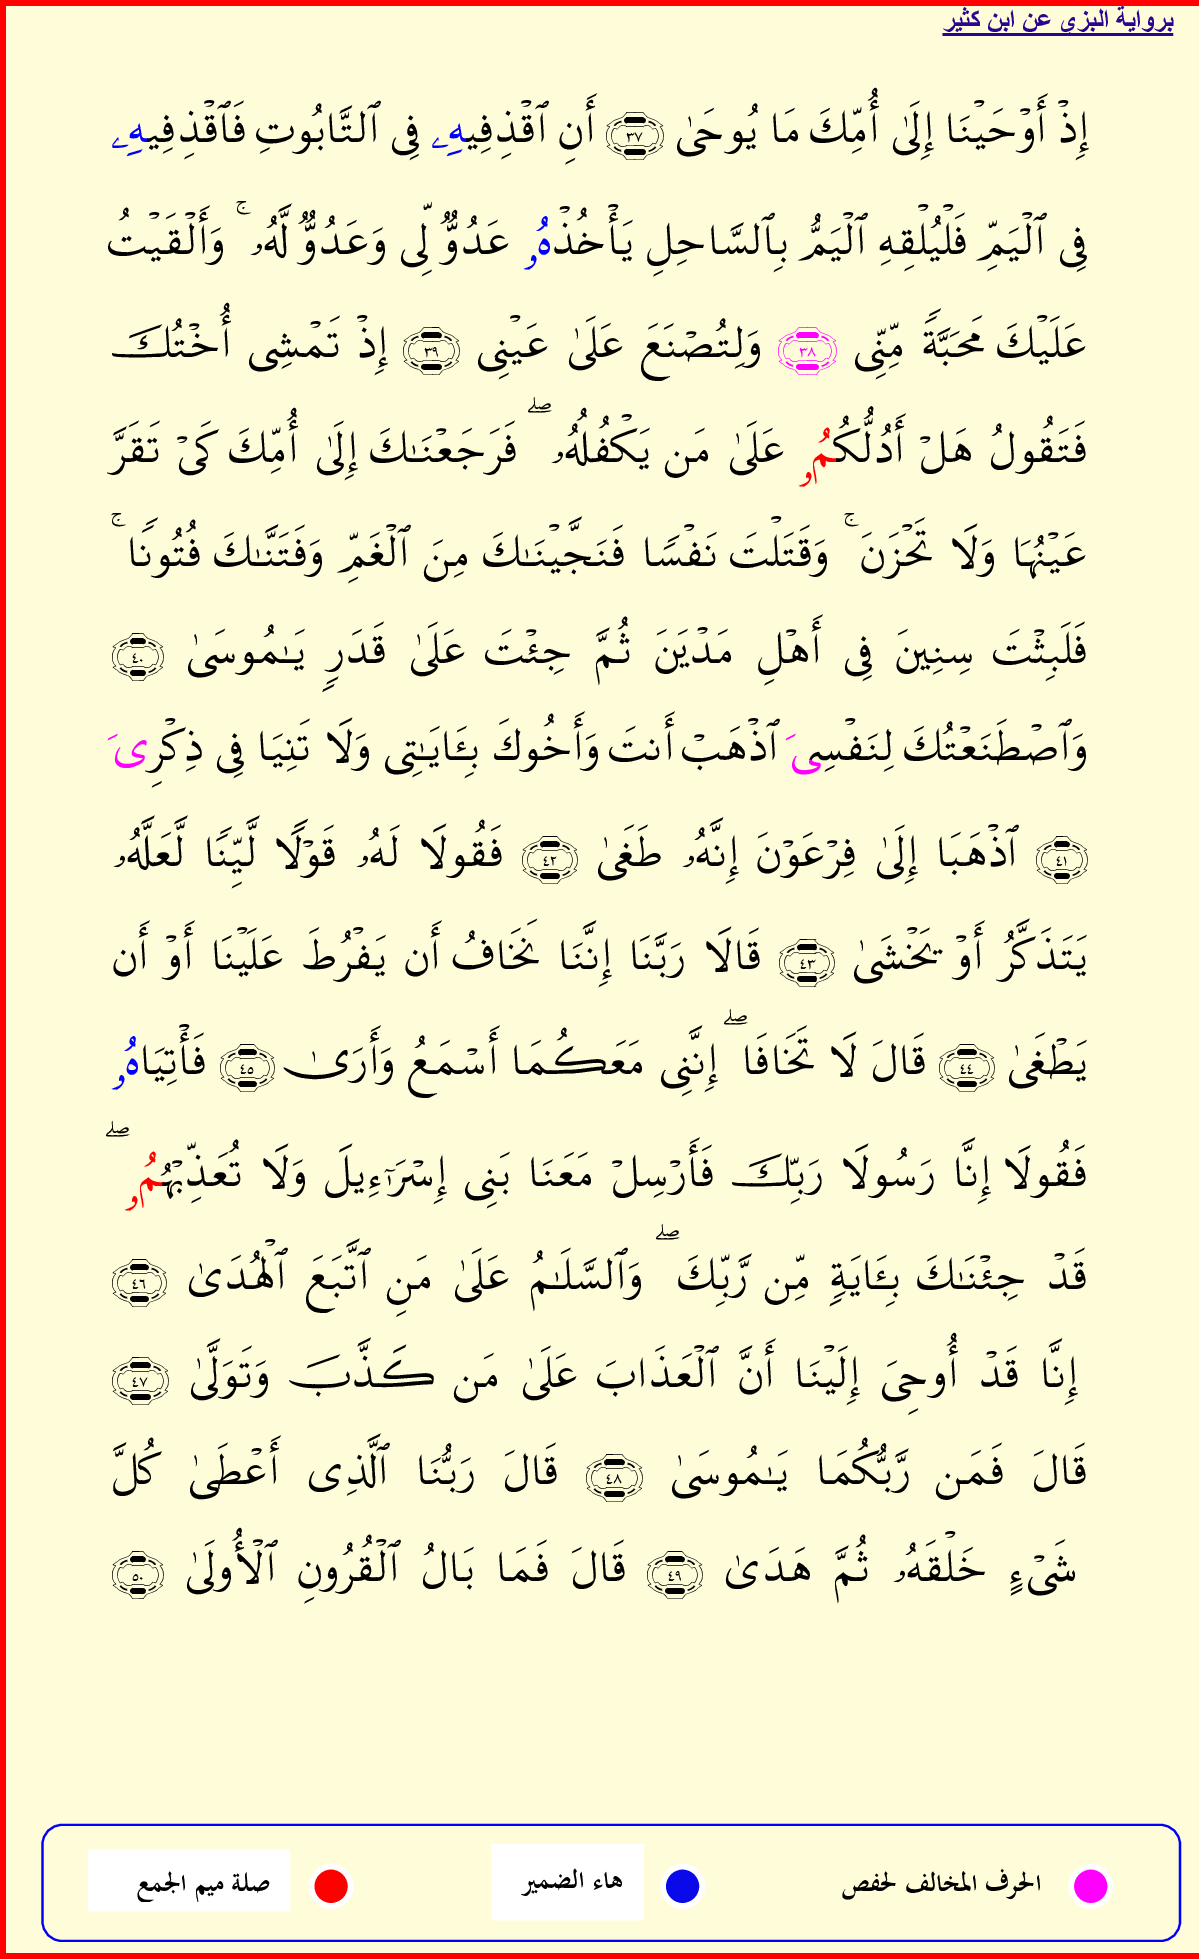 برواية البزي عن ابن كثير
إِذْ أَوْحَيْنَا إِلَىٰ أُمِّكَ مَا يُوحَىٰ ٣٧ أَنِ ٱقْذِفِيهِۦ فِى ٱلتَّابُوتِ فَٱقْذِفِيهِۦ
فِى ٱلْيَمِّ فَلْيُلْقِهِ ٱلْيَمُّ بِٱلسَّاحِلِ يَأْخُذْهُۥ عَدُوٌّ لِّى وَعَدُوٌّ لَّهُۥ ۚ وَأَلْقَيْتُ
عَلَيْكَ مَحَبَّةً مِّنِّى ٣٨ وَلِتُصْنَعَ عَلَىٰ عَيْنِى ٣٩ إِذْ تَمْشِى أُخْتُكَ
فَتَقُولُ هَلْ أَدُلُّكُمُۥ عَلَىٰ مَن يَكْفُلُهُۥ ۖ فَرَجَعْنَـٰكَ إِلَىٰ أُمِّكَ كَىْ تَقَرَّ
عَيْنُهَا وَلَا تَحْزَنَ ۚ وَقَتَلْتَ نَفْسًا فَنَجَّيْنَـٰكَ مِنَ ٱلْغَمِّ وَفَتَنَّـٰكَ فُتُونًا ۚ
فَلَبِثْتَ سِنِينَ فِى أَهْلِ مَدْيَنَ ثُمَّ جِئْتَ عَلَىٰ قَدَرٍ يَـٰمُوسَىٰ ٤٠
وَٱصْطَنَعْتُكَ لِنَفْسِىَ ٱذْهَبْ أَنتَ وَأَخُوكَ بِـَٔايَـٰتِى وَلَا تَنِيَا فِى ذِكْرِىَ
٤١ ٱذْهَبَا إِلَىٰ فِرْعَوْنَ إِنَّهُۥ طَغَىٰ ٤٢ فَقُولَا لَهُۥ قَوْلًا لَّيِّنًا لَّعَلَّهُۥ
يَتَذَكَّرُ أَوْ يَخْشَىٰ ٤٣ قَالَا رَبَّنَا إِنَّنَا نَخَافُ أَن يَفْرُطَ عَلَيْنَا أَوْ أَن
يَطْغَىٰ ٤٤ قَالَ لَا تَخَافَا ۖ إِنَّنِى مَعَكُمَا أَسْمَعُ وَأَرَىٰ ٤٥ فَأْتِيَاهُۥ
فَقُولَا إِنَّا رَسُولَا رَبِّكَ فَأَرْسِلْ مَعَنَا بَنِى إِسْرَٰٓءِيلَ وَلَا تُعَذِّبْهُمُۥ ۖ
قَدْ جِئْنَـٰكَ بِـَٔايَةٍ مِّن رَّبِّكَ ۖ وَٱلسَّلَـٰمُ عَلَىٰ مَنِ ٱتَّبَعَ ٱلْهُدَىٰ ٤٦
إِنَّا قَدْ أُوحِىَ إِلَيْنَا أَنَّ ٱلْعَذَابَ عَلَىٰ مَن كَذَّبَ وَتَوَلَّىٰ ٤٧
قَالَ فَمَن رَّبُّكُمَا يَـٰمُوسَىٰ ٤٨ قَالَ رَبُّنَا ٱلَّذِى أَعْطَىٰ كُلَّ
شَىْءٍ خَلْقَهُۥ ثُمَّ هَدَىٰ ٤٩ قَالَ فَمَا بَالُ ٱلْقُرُونِ ٱلْأُولَىٰ ٥٠
الحرف المخالف لحفص هاء الضمير صلة ميم الجمع